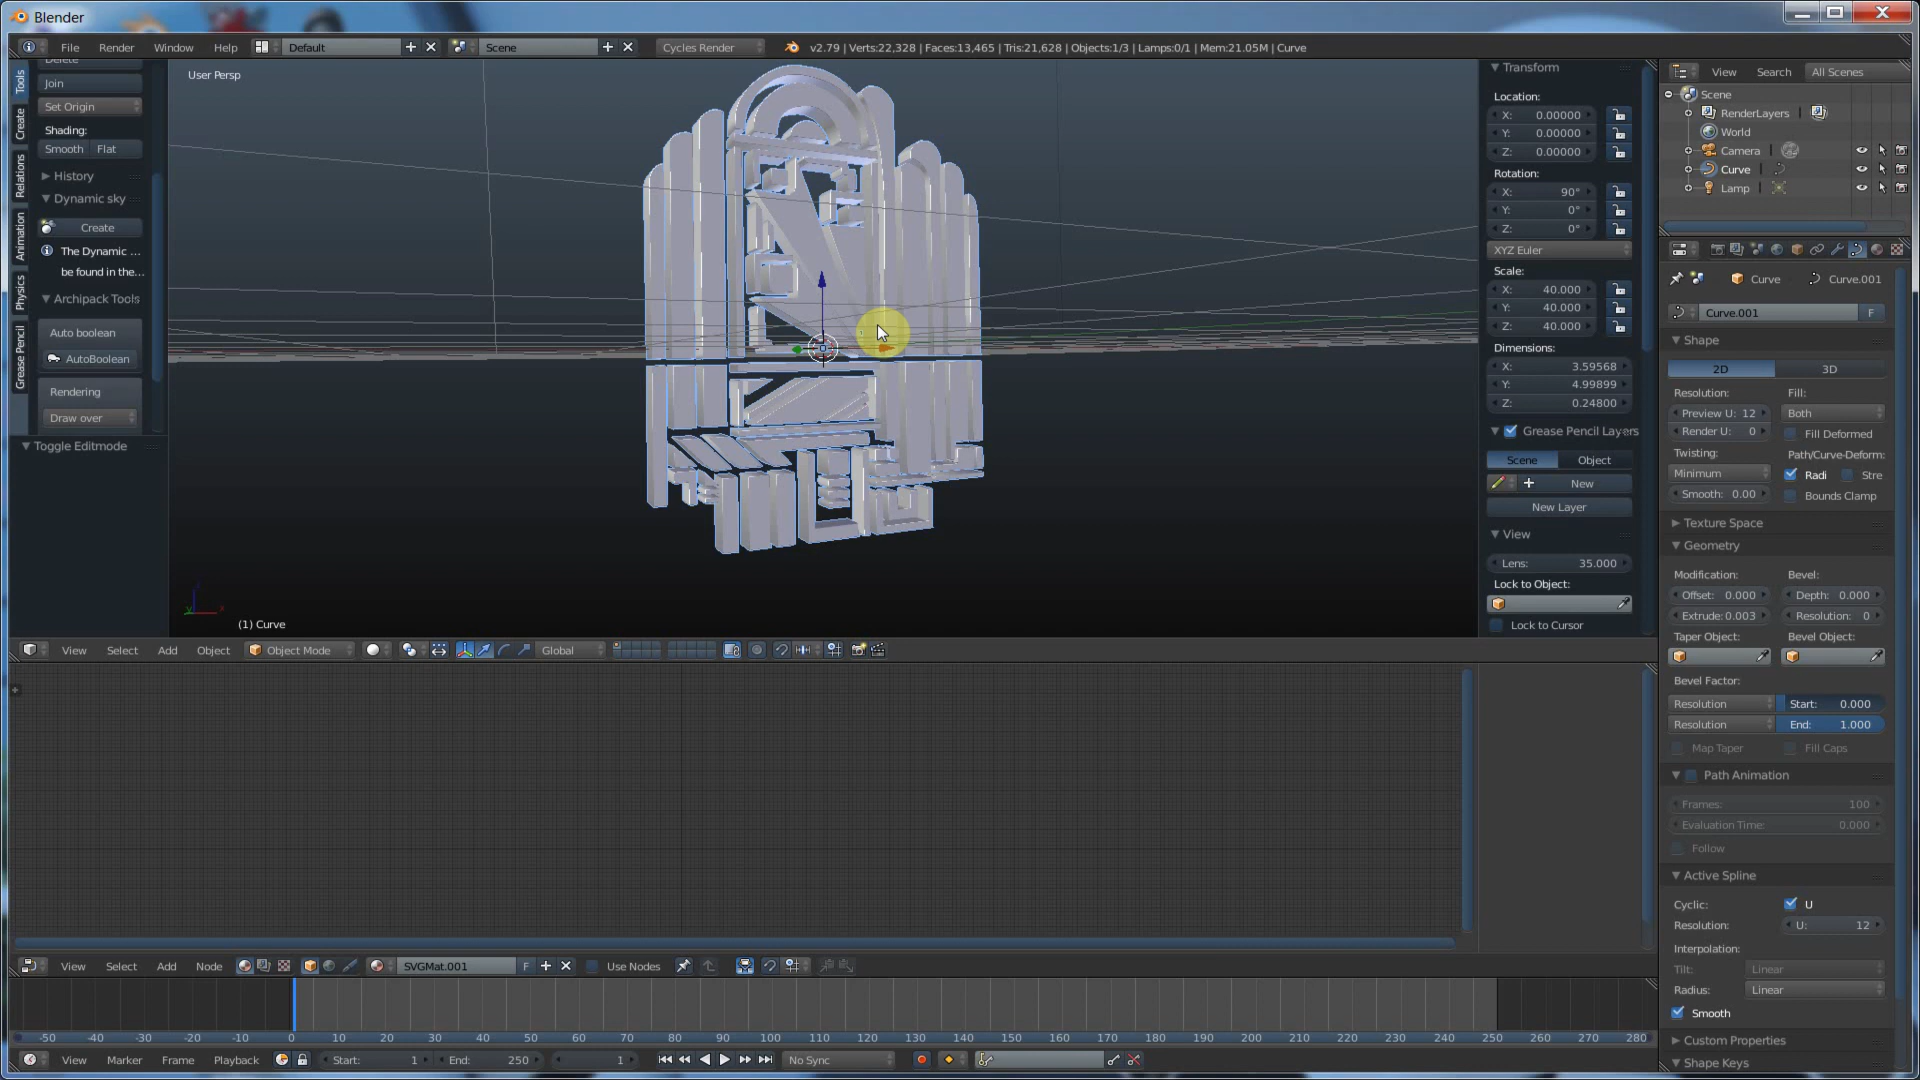 Blender
File Render Window Help Default Scene Cycles Render v2.79 | Verts:22,328 | Faces:13,465 | Tris:21,628 | Objects:1/3 | Lamps:0/1 | Mem:21.05M | Curve
Tools
Create
Relations
Animation
Physics
Grease Pencil
Delete
Join
Set Origin
Shading:
Smooth Flat
History
Dynamic sky
Create
The Dynamic ...
be found in the...
Archipack Tools
Auto boolean
AutoBoolean
Rendering
Draw over
Toggle Editmode
User Persp
(1) Curve
Transform
Location:
X: 0.00000
Y: 0.00000
Z: 0.00000
Rotation:
X: 90°
Y: 0°
Z: 0°
XYZ Euler
Scale:
X: 40.000
Y: 40.000
Z: 40.000
Dimensions:
X: 3.59568
Y: 4.99899
Z: 0.24800
Grease Pencil Layers
Scene Object
New
New Layer
View
Lens: 35.000
Lock to Object:
Lock to Cursor
View Search All Scenes
Scene
RenderLayers
World
Camera
Curve
Lamp
Curve Curve.001
Curve.001 F
Shape
2D 3D
Resolution: Fill:
Preview U: 12 Both
Render U: 0 Fill Deformed
Twisting: Path/Curve-Deform:
Minimum Radi Stre
Smooth: 0.00 Bounds Clamp
Texture Space
Geometry
Modification: Bevel:
Offset: 0.000 Depth: 0.000
Extrude: 0.003 Resolution: 0
Taper Object: Bevel Object:
Bevel Factor:
Resolution Start: 0.000
Resolution End: 1.000
Map Taper Fill Caps
Path Animation
Frames: 100
Evaluation Time: 0.000
Follow
Active Spline
Cyclic: U
Resolution: U: 12
Interpolation:
Tilt: Linear
Radius: Linear
Smooth
Custom Properties
Shape Keys
View Select Add Object Object Mode Global
View Select Add Node SVGMat.001 F Use Nodes
-50 -40 -30 -20 -10 0 10 20 30 40 50 60 70 80 90 100 110 120 130 140 150 160 170 180 190 200 210 220 230 240 250 260 270 280
View Marker Frame Playback Start: 1 End: 250 1 No Sync